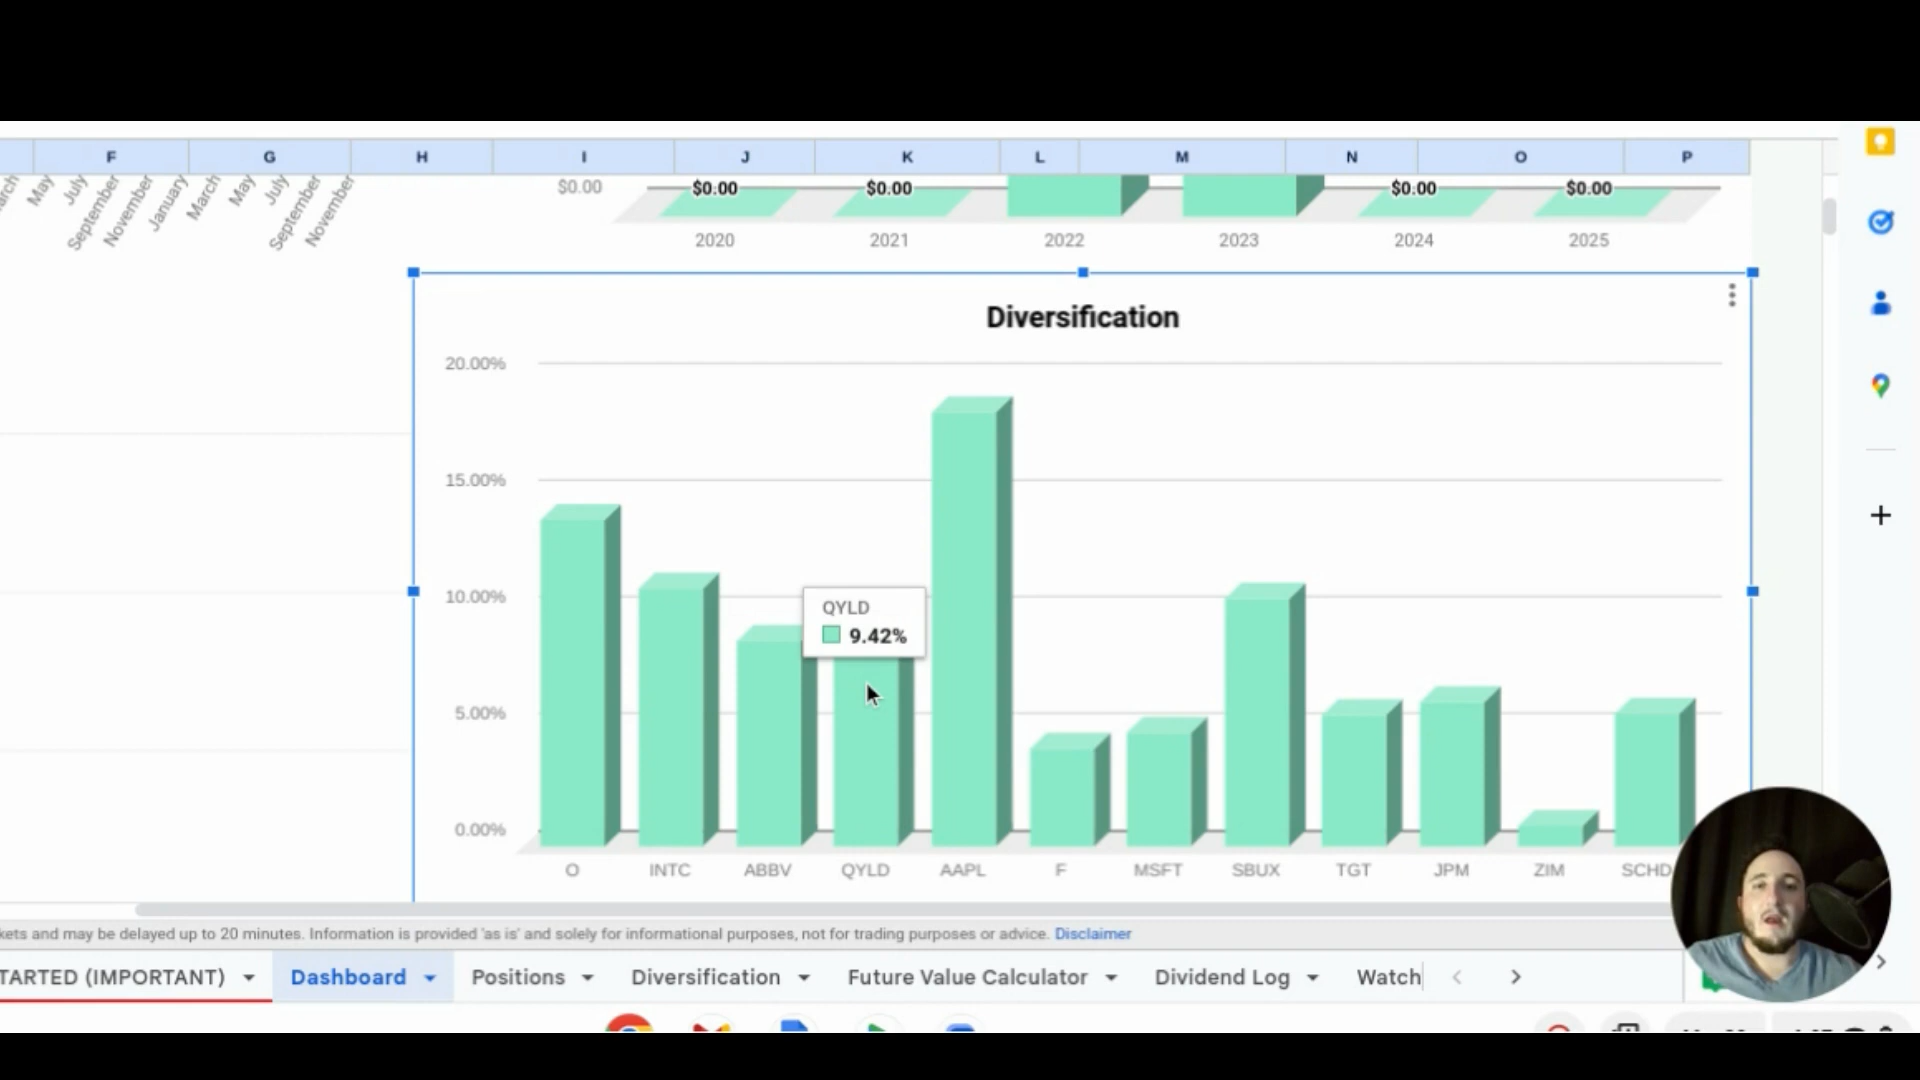 F G H I J K L M N O P
May July September November January March May July September November
$0.00 $0.00 $0.00 $0.00 $0.00
2020 2021 2022 2023 2024 2025
Diversification
20.00%
15.00%
10.00%
5.00%
0.00%
QYLD
9.42%
O INTC ABBV QYLD AAPL F MSFT SBUX TGT JPM ZIM SCHD
kets and may be delayed up to 20 minutes. Information is provided 'as is' and solely for informational purposes, not for trading purposes or advice. Disclaimer
TARTED (IMPORTANT) Dashboard Positions Diversification Future Value Calculator Dividend Log Watch